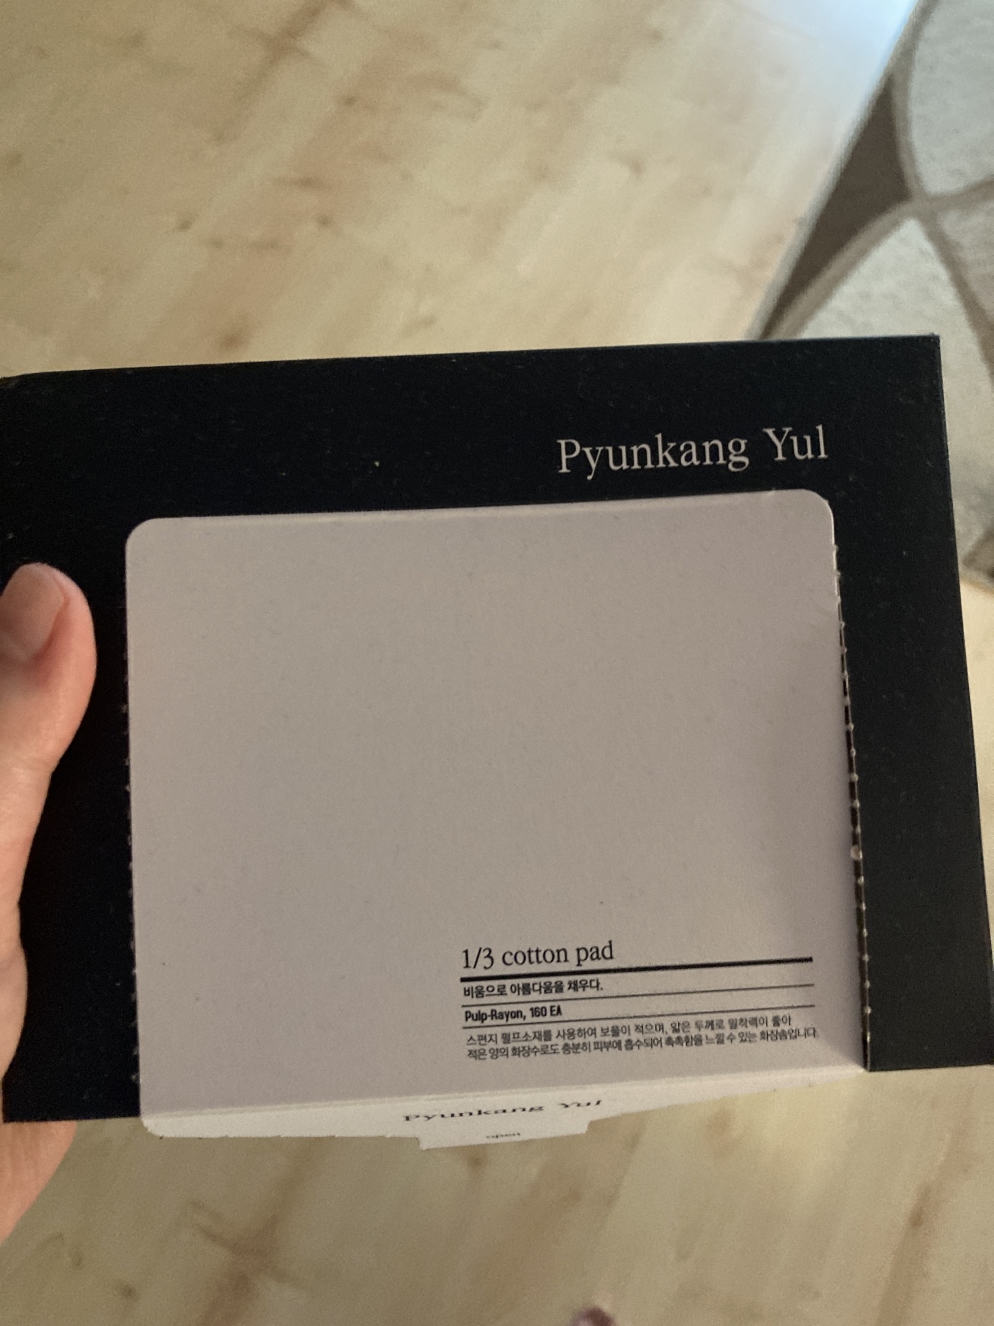 Pyunkang Yul
1/3 cotton pad
비움으로 아름다움을 채우다.
Pulp-Rayon, 160 EA
스펀지 펄프소재를 사용하여 보풀이 적으며, 얇은 두께로 밀착력이 좋아
적은 양의 화장수로도 충분히 피부에 흡수되어 촉촉함을 느낄 수 있는 화장솜입니다.
Pyunkang Yul
open